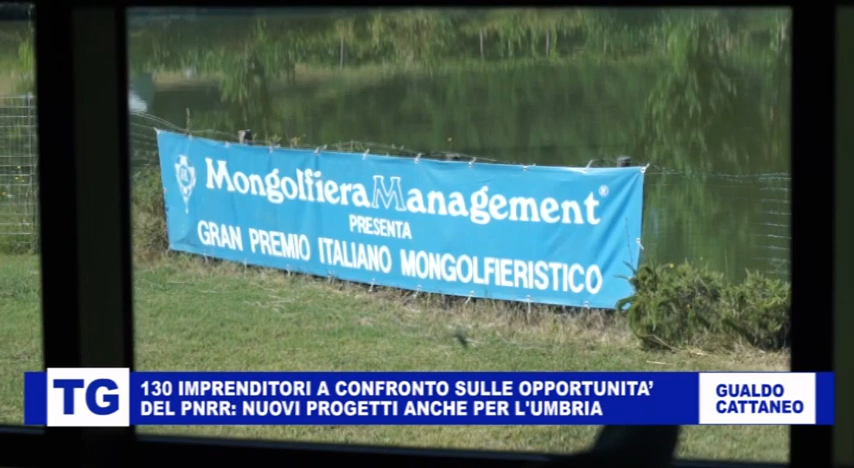 MongolfieraManagement®
PRESENTA
GRAN PREMIO ITALIANO MONGOLFIERISTICO
TG
130 IMPRENDITORI A CONFRONTO SULLE OPPORTUNITA'
DEL PNRR: NUOVI PROGETTI ANCHE PER L'UMBRIA
GUALDO
CATTANEO